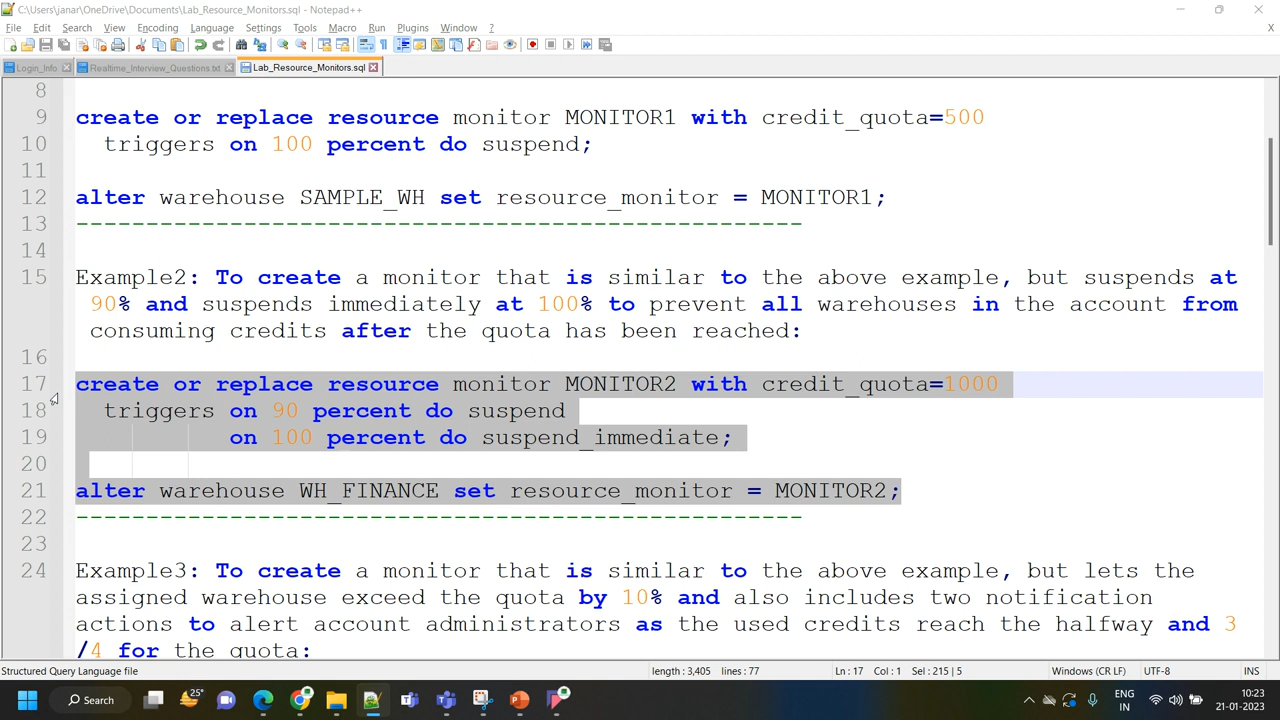 C:\Users\janar\OneDrive\Documents\Lab_Resource_Monitors.sql - Notepad++
File Edit Search View Encoding Language Settings Tools Macro Run Plugins Window ? X
Login_Info Realtime_Interview_Questions.txt Lab_Resource_Monitors.sql
8
9 create or replace resource monitor MONITOR1 with credit_quota=500
10 triggers on 100 percent do suspend;
11
12 alter warehouse SAMPLE_WH set resource_monitor = MONITOR1;
13 ----------------------------------------------------
14
15 Example2: To create a monitor that is similar to the above example, but suspends at
90% and suspends immediately at 100% to prevent all warehouses in the account from
consuming credits after the quota has been reached:
16
17 create or replace resource monitor MONITOR2 with credit_quota=1000
18 triggers on 90 percent do suspend
19 on 100 percent do suspend_immediate;
20
21 alter warehouse WH_FINANCE set resource_monitor = MONITOR2;
22 ----------------------------------------------------
23
24 Example3: To create a monitor that is similar to the above example, but lets the
assigned warehouse exceed the quota by 10% and also includes two notification
actions to alert account administrators as the used credits reach the halfway and 3
/4 for the quota:
Structured Query Language file length : 3,405 lines : 77 Ln : 17 Col : 1 Sel : 215 | 5 Windows (CR LF) UTF-8 INS
Search 25° ENG IN 10:23 21-01-2023